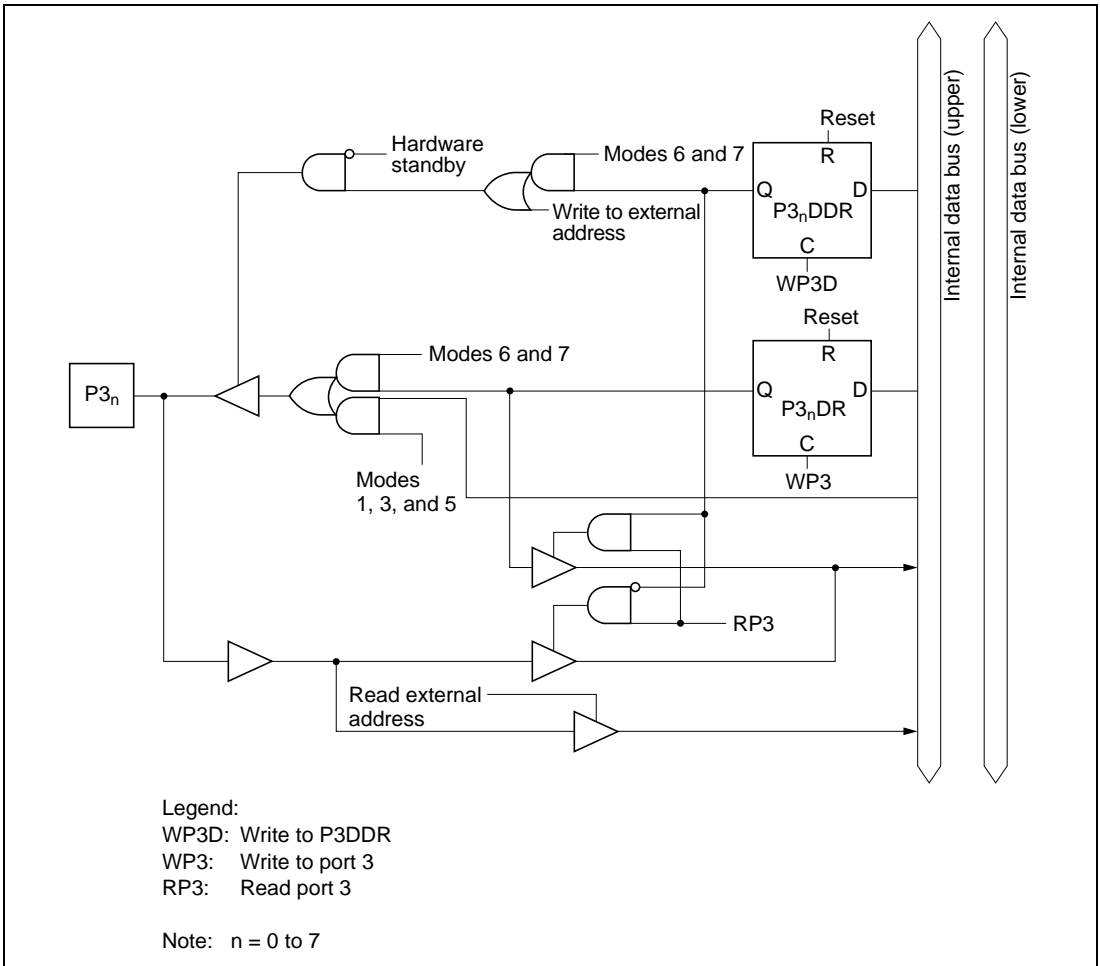 Reset
Hardware
standby
Modes 6 and 7
R
Q
D
P3nDDR
Write to external
address
C
WP3D
Internal data bus (upper)
Internal data bus (lower)
Reset
Modes 6 and 7
R
P3n
Q
D
P3nDR
C
WP3
Modes
1, 3, and 5
RP3
Read external
address
Legend:
WP3D: Write to P3DDR
WP3: Write to port 3
RP3: Read port 3
Note: n = 0 to 7